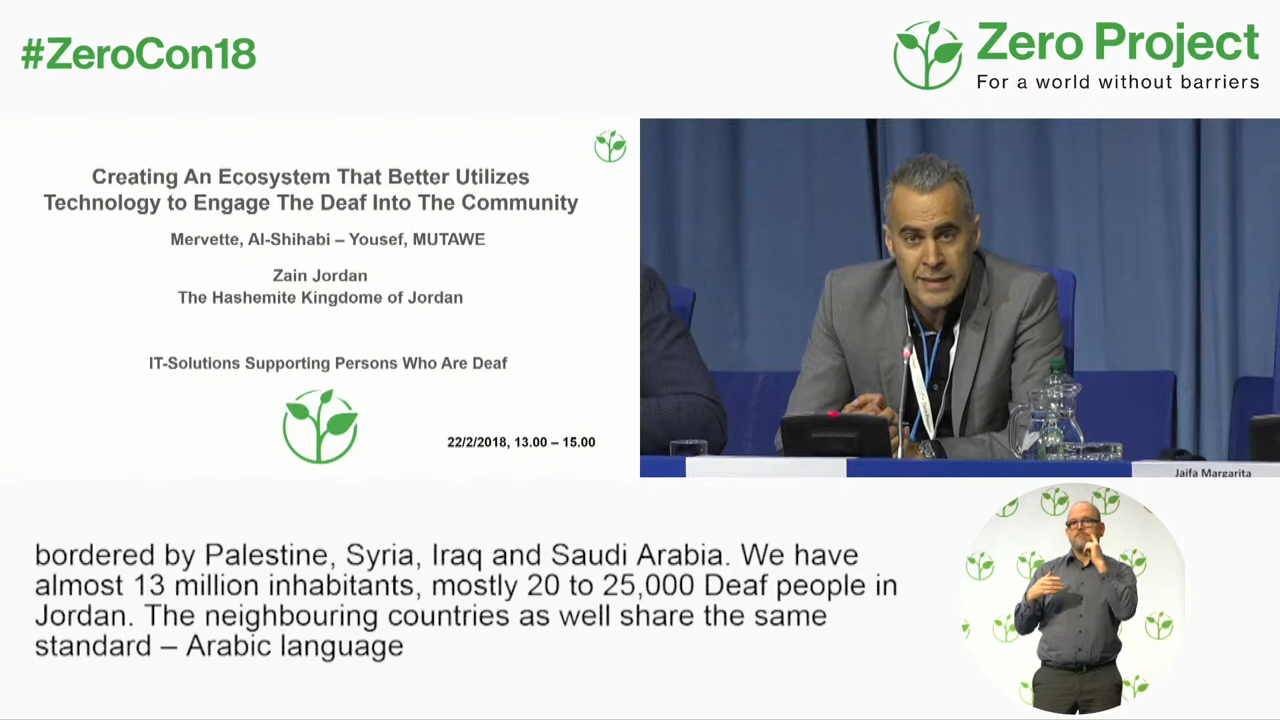 #ZeroCon18
Zero Project
For a world without barriers
Creating An Ecosystem That Better Utilizes
Technology to Engage The Deaf Into The Community
Mervette, Al-Shihabi – Yousef, MUTAWE
Zain Jordan
The Hashemite Kingdome of Jordan
IT-Solutions Supporting Persons Who Are Deaf
22/2/2018, 13.00 – 15.00
Jaifa Margarita
bordered by Palestine, Syria, Iraq and Saudi Arabia. We have
almost 13 million inhabitants, mostly 20 to 25,000 Deaf people in
Jordan. The neighbouring countries as well share the same
standard – Arabic language